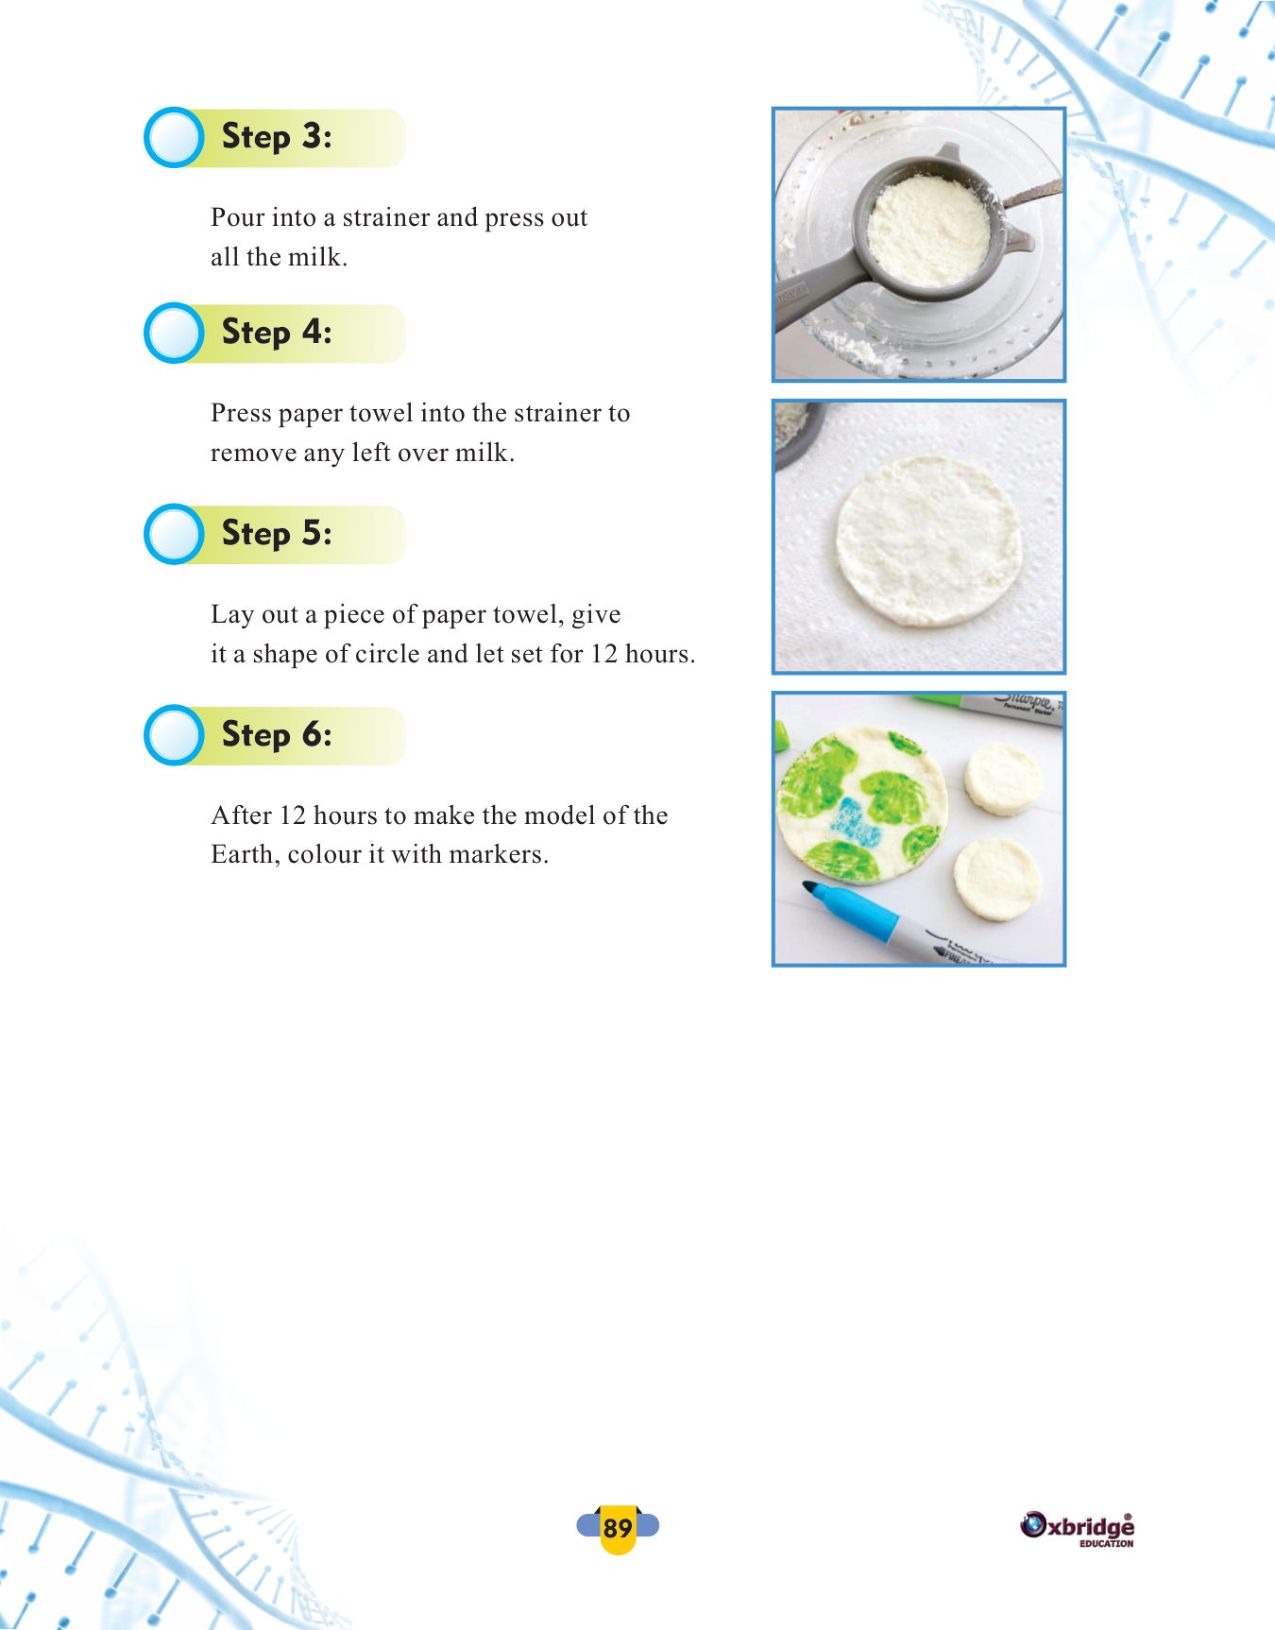 Step 3:
Pour into a strainer and press out
all the milk.
Step 4:
Press paper towel into the strainer to
remove any left over milk.
Step 5:
Lay out a piece of paper towel, give
it a shape of circle and let set for 12 hours.
Step 6:
After 12 hours to make the model of the
Earth, colour it with markers.
Sharpie
Permanent Marker
89
Oxbridge®
EDUCATION